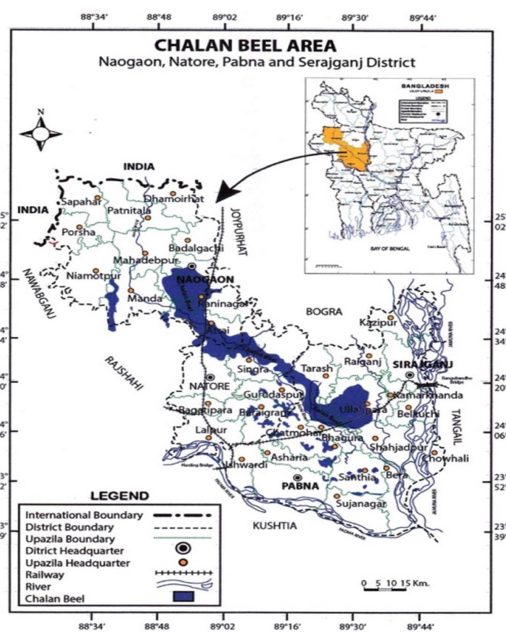 88°34' 88°48' 89°02' 89°16' 89°30' 89°44'
CHALAN BEEL AREA
Naogaon, Natore, Pabna and Serajganj District
BANGLADESH
LEGEND
BAY OF BENGAL
N
INDIA
INDIA
Sapahar
Dhamoirhat
Patnitala
JOYPURHAT
Porsha
Badalgachi
Mahadebpur
Niamotpur
NAOGAON
NAWABGANJ
Manda
Raninagar
BOGRA
Kazipur
RAJSHAHI
Singra
Tarash
Raiganj
SIRAJGANJ
NATORE
Kamarkhanda
Gurudaspur
Ullahpara
Bagatipara
Baraigram
Belkuchi
TANGAIL
Lalpur
Chatmohar
Bhagura
Shahjadpur
Chowhali
Ishwardi
Asharia
Santhia
Bera
PABNA
Sujanagar
KUSHTIA
LEGEND
International Boundary
District Boundary
Upazila Boundary
Ditrict Headquarter
Upazila Headquarter
Railway
River
Chalan Beel
0 5 10 15 Km.
88°34' 88°48' 89°02' 89°16' 89°30' 89°44'